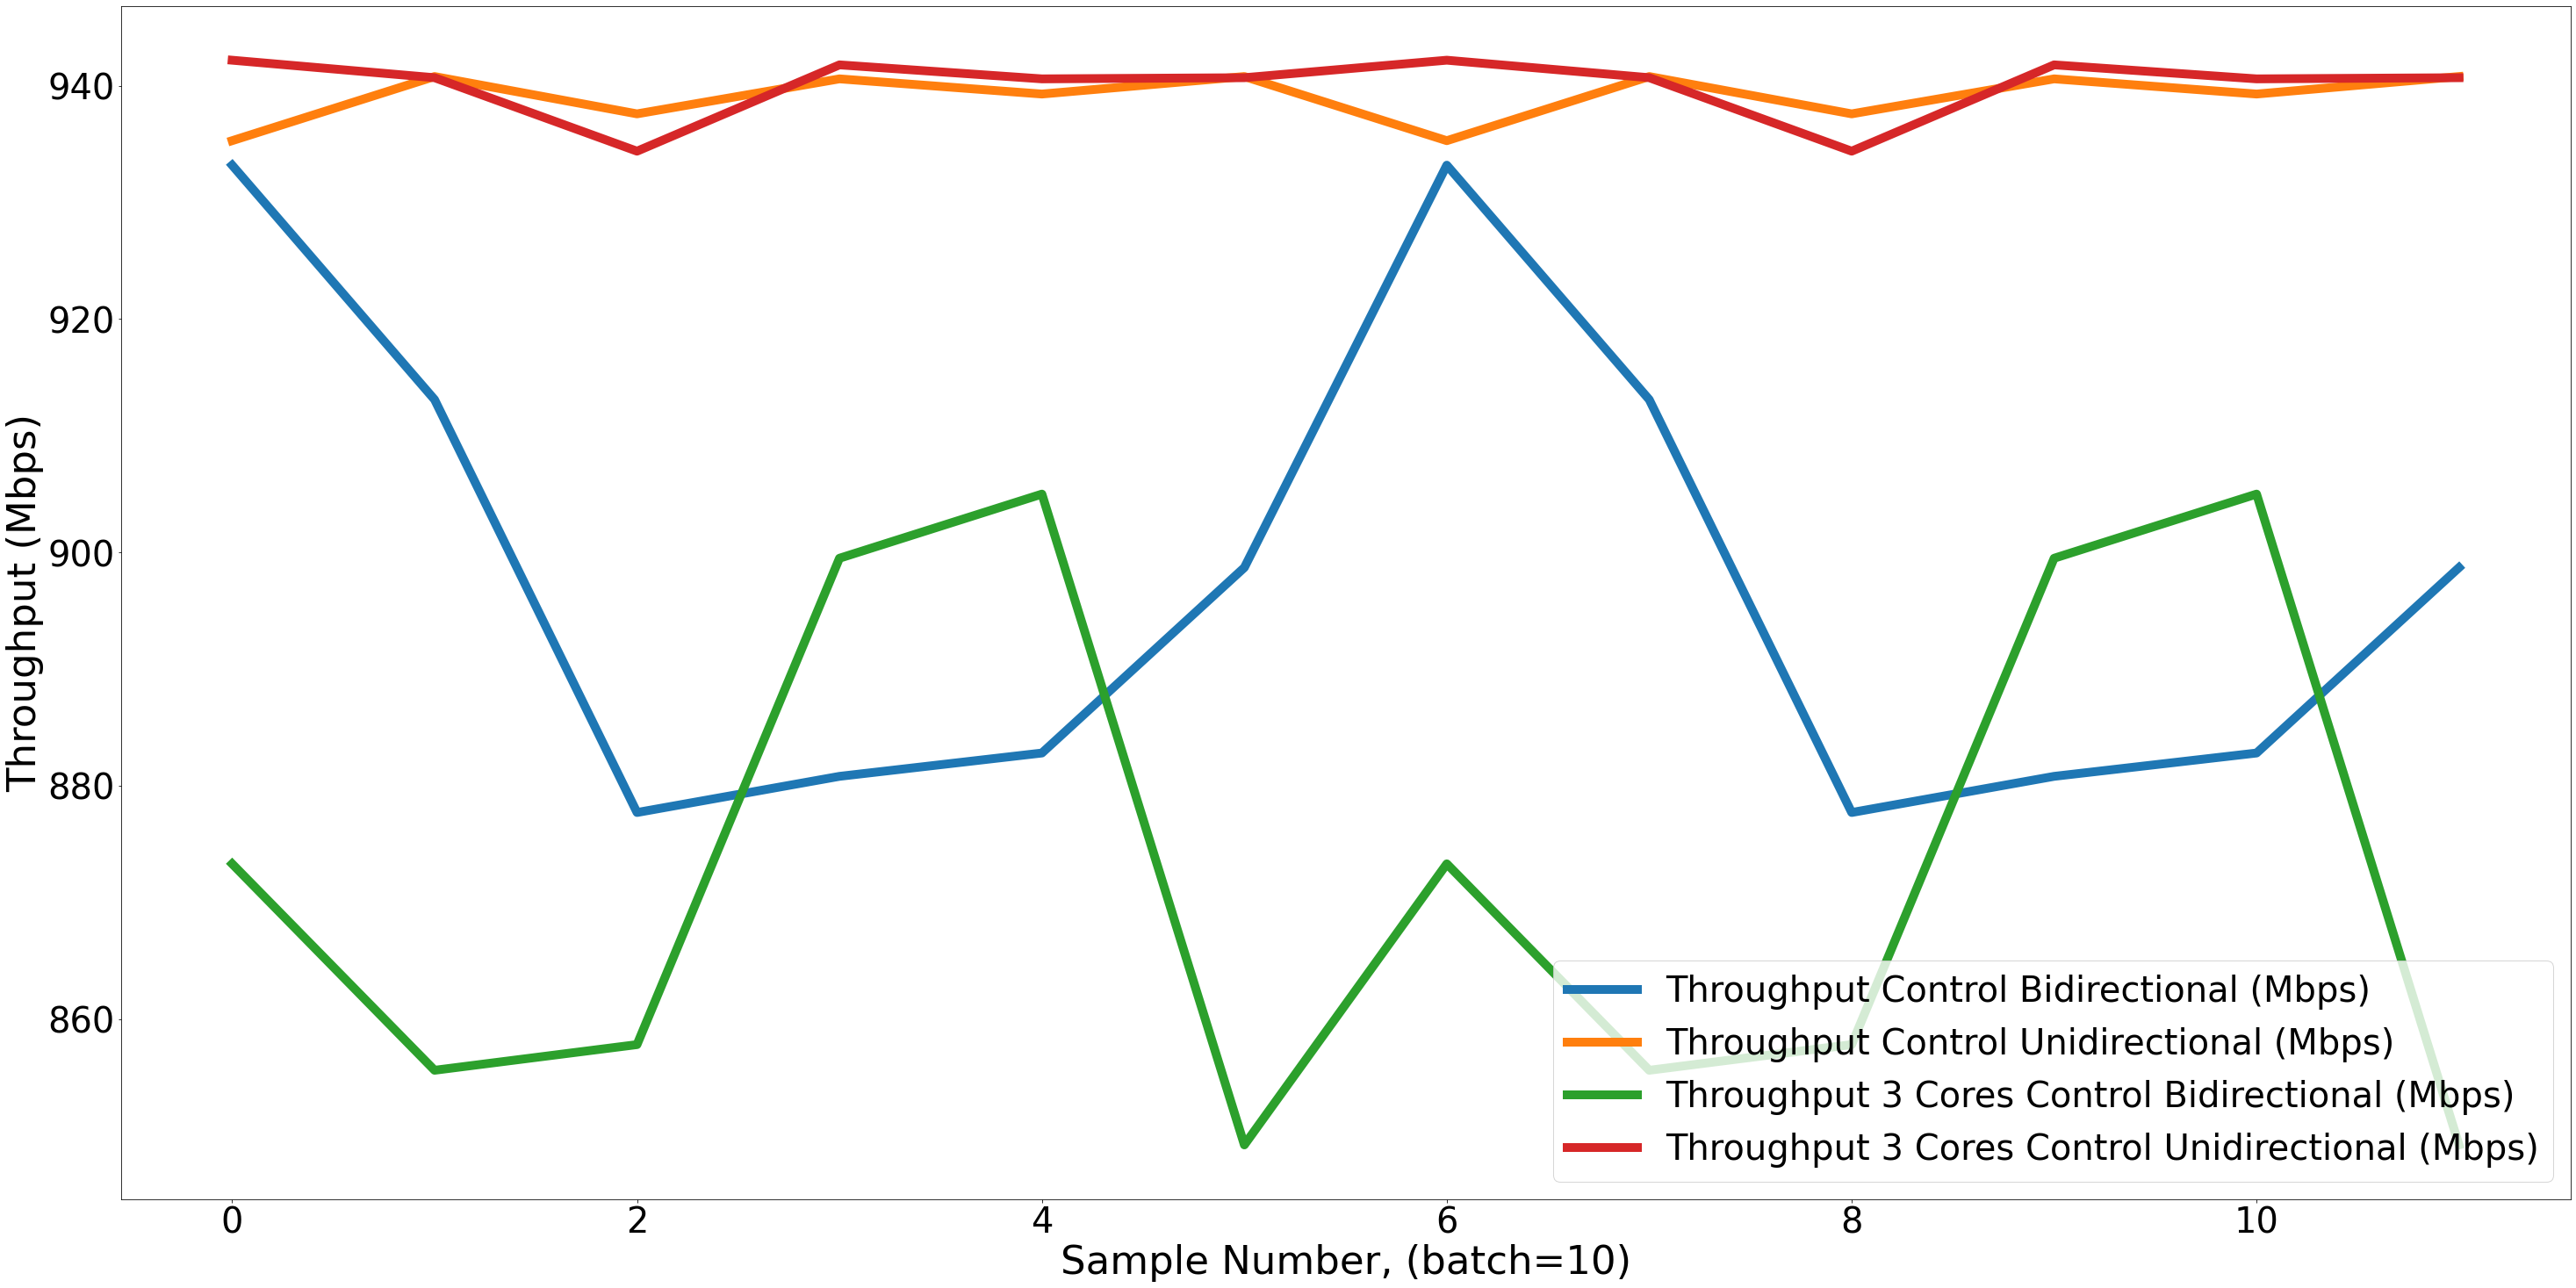 940
920
900
880
860
Throughput (Mbps)
0 2 4 6 8 10
Sample Number, (batch=10)
Throughput Control Bidirectional (Mbps)
Throughput Control Unidirectional (Mbps)
Throughput 3 Cores Control Bidirectional (Mbps)
Throughput 3 Cores Control Unidirectional (Mbps)